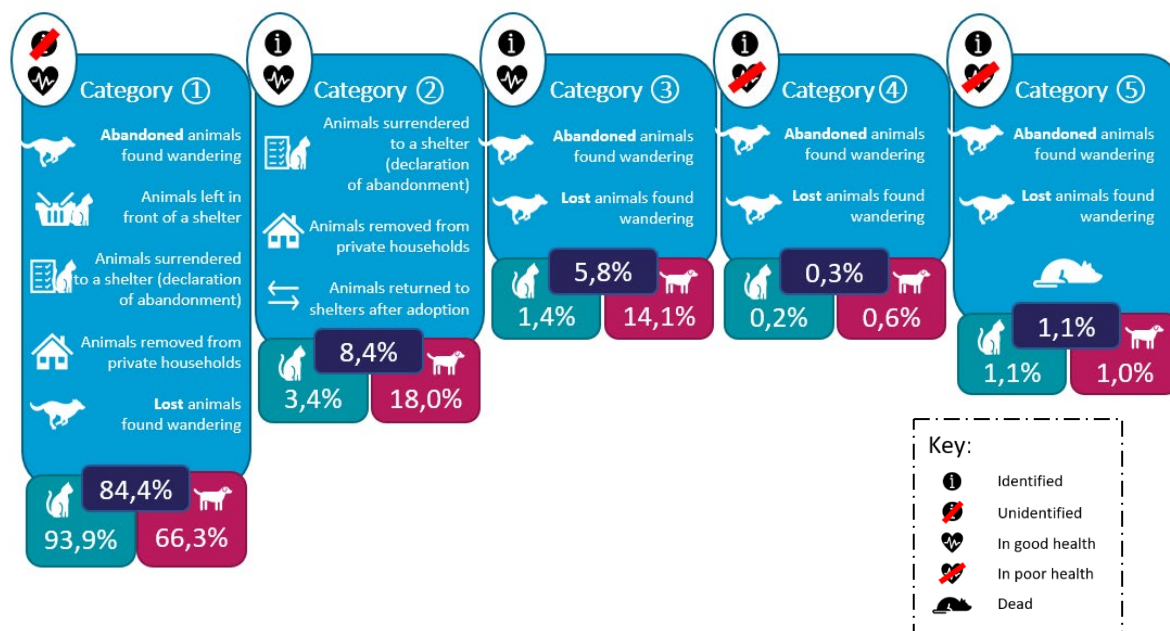 Category ①
Abandoned animals
found wandering
Animals left in
front of a shelter
Animals surrendered
to a shelter (declaration
of abandonment)
Animals removed from
private households
Lost animals
found wandering
84,4%
93,9%
66,3%
Category ②
Animals surrendered
to a shelter
(declaration
of abandonment)
Animals removed from
private households
Animals returned to
shelters after adoption
8,4%
3,4%
18,0%
Category ③
Abandoned animals
found wandering
Lost animals found
wandering
5,8%
1,4%
14,1%
Category ④
Abandoned animals
found wandering
Lost animals found
wandering
0,3%
0,2%
0,6%
Category ⑤
Abandoned animals
found wandering
Lost animals found
wandering
1,1%
1,1%
1,0%
Key:
Identified
Unidentified
In good health
In poor health
Dead